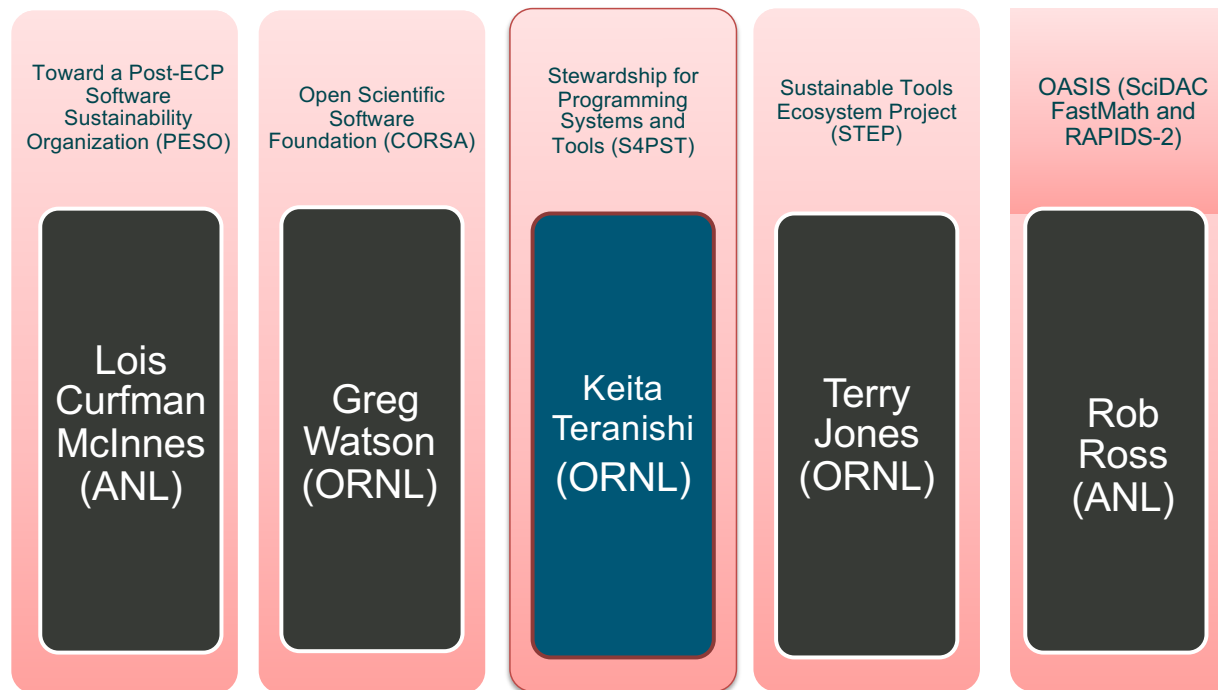 Toward a Post-ECP
Software
Sustainability
Organization (PESO)
Lois
Curfman
McInnes
(ANL)
Open Scientific
Software
Foundation (CORSA)
Greg
Watson
(ORNL)
Stewardship for
Programming
Systems and
Tools (S4PST)
Keita
Teranishi
(ORNL)
Sustainable Tools
Ecosystem Project
(STEP)
Terry
Jones
(ORNL)
OASIS (SciDAC
FastMath and
RAPIDS-2)
Rob
Ross
(ANL)